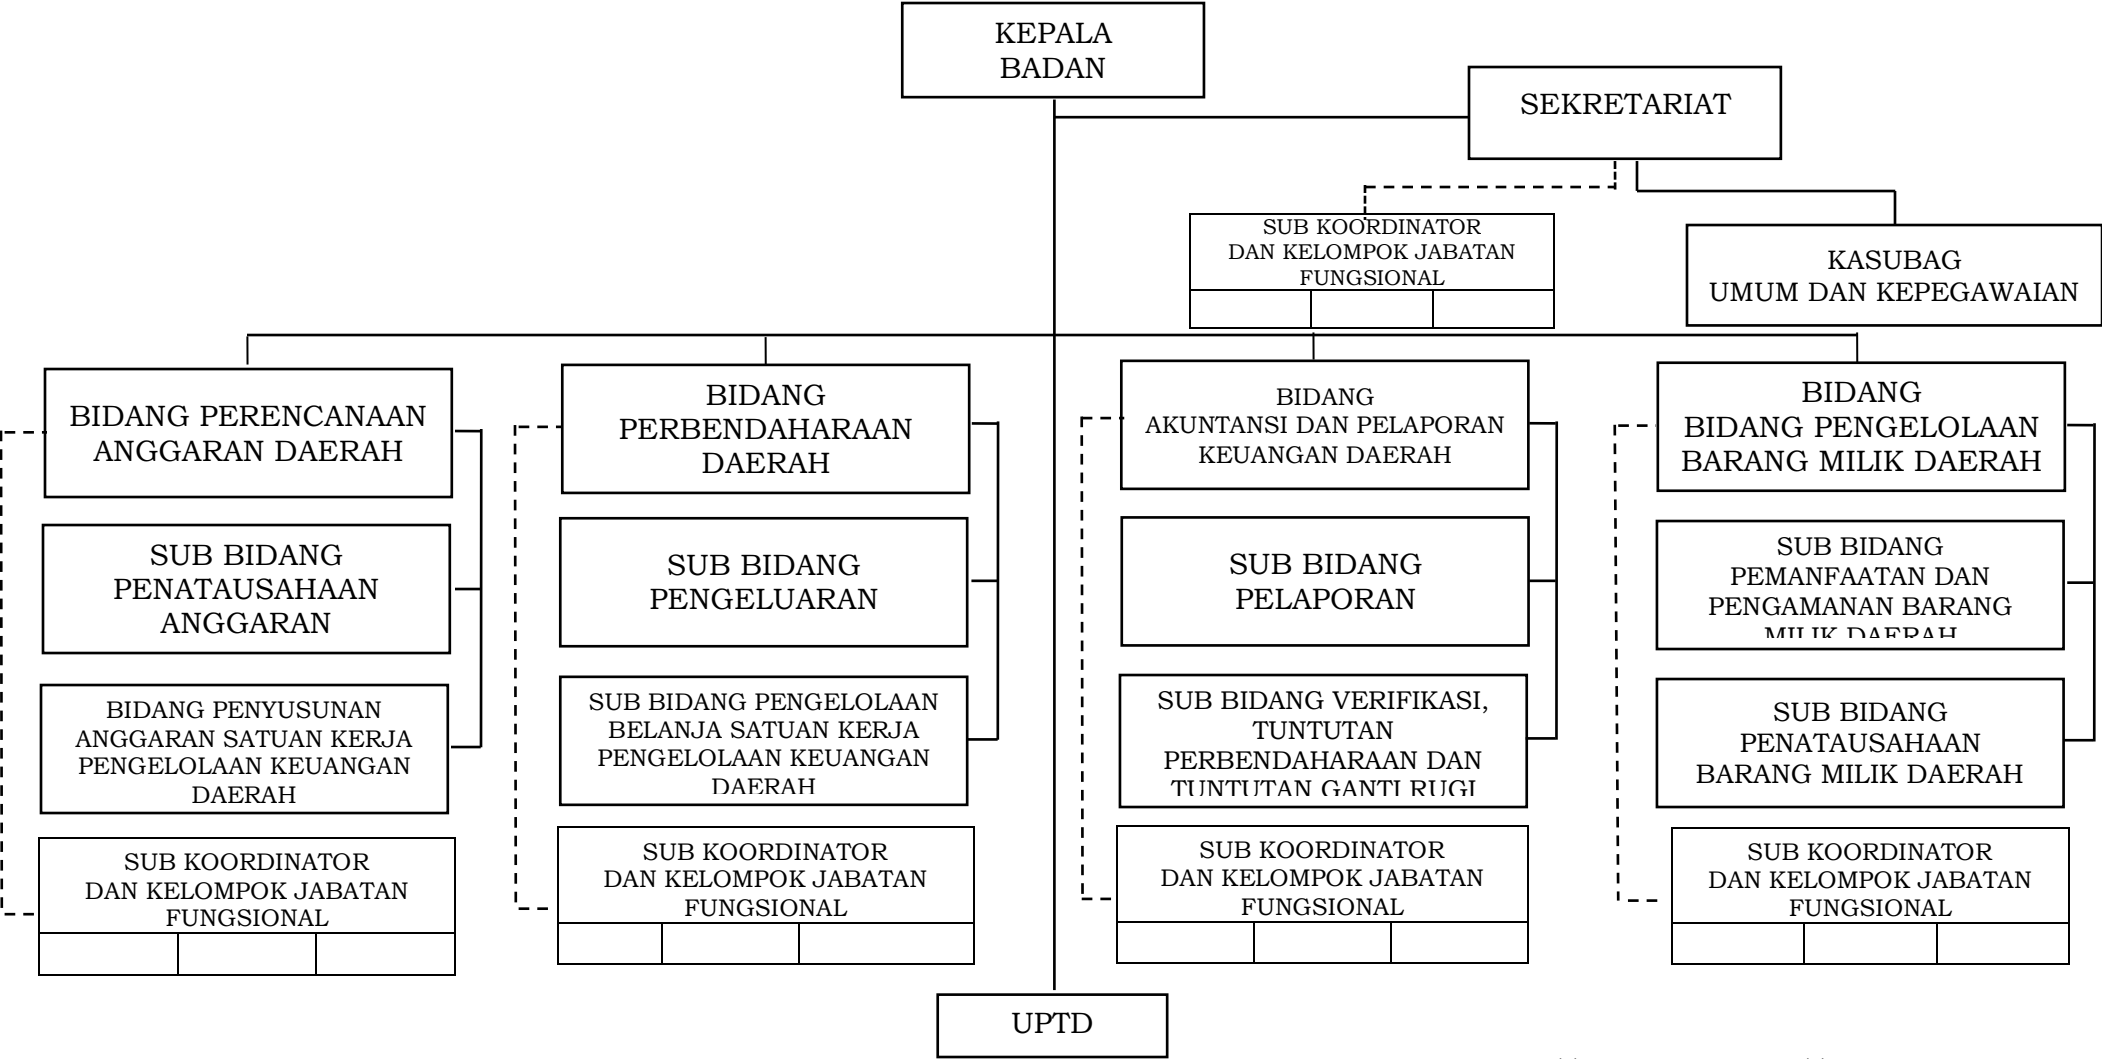 KEPALA
BADAN
SEKRETARIAT
SUB KOORDINATOR
DAN KELOMPOK JABATAN
FUNGSIONAL
KASUBAG
UMUM DAN KEPEGAWAIAN
BIDANG PERENCANAAN
ANGGARAN DAERAH
BIDANG
PERBENDAHARAAN
DAERAH
BIDANG
AKUNTANSI DAN PELAPORAN
KEUANGAN DAERAH
BIDANG
BIDANG PENGELOLAAN
BARANG MILIK DAERAH
SUB BIDANG
PENATAUSAHAAN
ANGGARAN
SUB BIDANG
PENGELUARAN
SUB BIDANG
PELAPORAN
SUB BIDANG
PEMANFAATAN DAN
PENGAMANAN BARANG
MILIK DAERAH
BIDANG PENYUSUNAN
ANGGARAN SATUAN KERJA
PENGELOLAAN KEUANGAN
DAERAH
SUB BIDANG PENGELOLAAN
BELANJA SATUAN KERJA
PENGELOLAAN KEUANGAN
DAERAH
SUB BIDANG VERIFIKASI,
TUNTUTAN
PERBENDAHARAAN DAN
TUNTUTAN GANTI RUGI
SUB BIDANG
PENATAUSAHAAN
BARANG MILIK DAERAH
SUB KOORDINATOR
DAN KELOMPOK JABATAN
FUNGSIONAL
SUB KOORDINATOR
DAN KELOMPOK JABATAN
FUNGSIONAL
SUB KOORDINATOR
DAN KELOMPOK JABATAN
FUNGSIONAL
SUB KOORDINATOR
DAN KELOMPOK JABATAN
FUNGSIONAL
UPTD